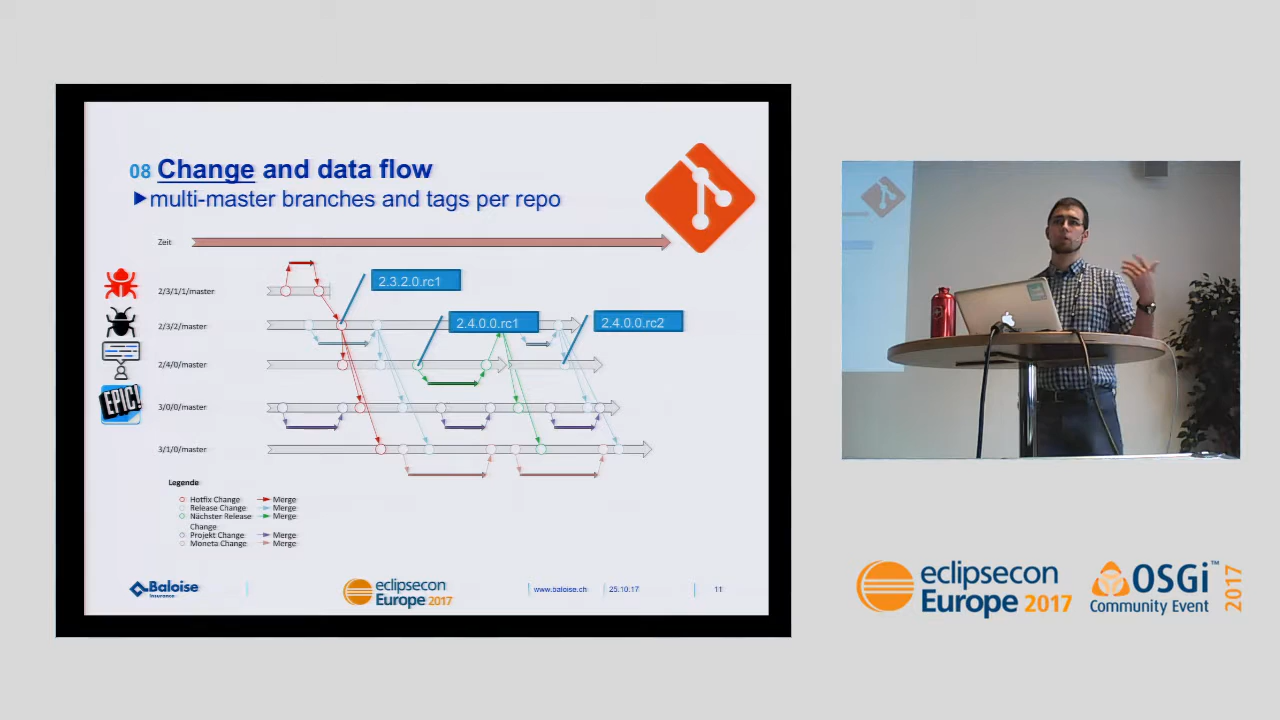 08 Change and data flow
multi-master branches and tags per repo
Zeit
2/3/1/1/master
2.3.2.0.rc1
2/3/2/master
2.4.0.0.rc1
2.4.0.0.rc2
2/4/0/master
EPIC!
3/0/0/master
3/1/0/master
Legende
Hotfix Change Merge
Release Change Merge
Nächster Release Merge
Change
Projekt Change Merge
Moneta Change Merge
Baloise
Insurance
eclipsecon
Europe 2017
www.baloise.ch
25.10.17
11
eclipsecon
Europe 2017
OSGi™
Community Event
2017